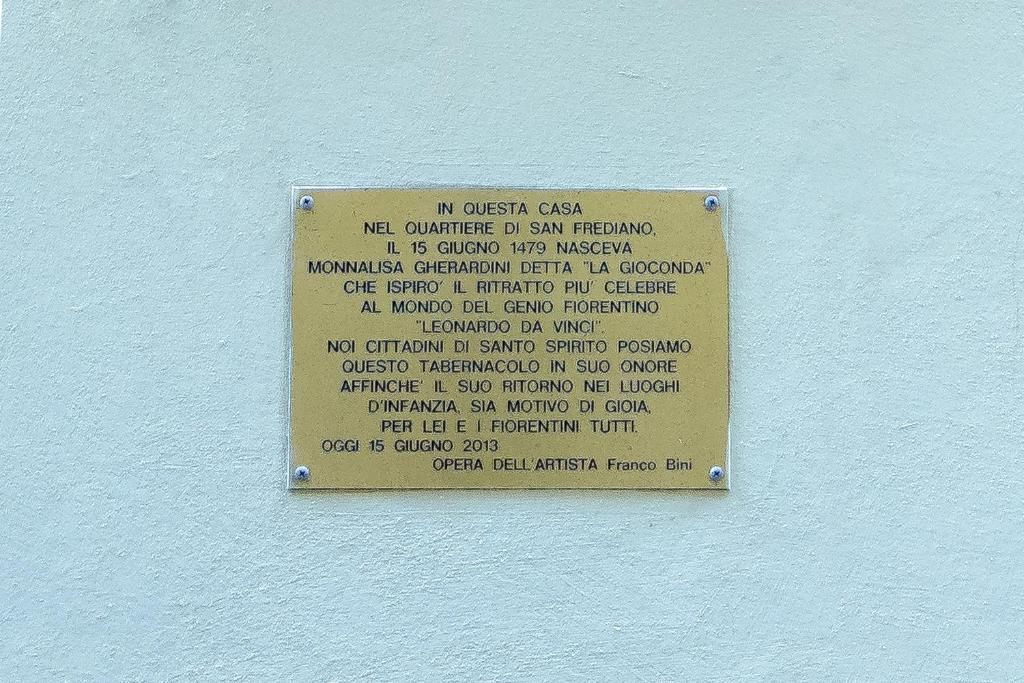 IN QUESTA CASA
NEL QUARTIERE DI SAN FREDIANO,
IL 15 GIUGNO 1479 NASCEVA
MONNALISA GHERARDINI DETTA "LA GIOCONDA"
CHE ISPIRO' IL RITRATTO PIU' CELEBRE
AL MONDO DEL GENIO FIORENTINO
"LEONARDO DA VINCI".
NOI CITTADINI DI SANTO SPIRITO POSIAMO
QUESTO TABERNACOLO IN SUO ONORE
AFFINCHE' IL SUO RITORNO NEI LUOGHI
D'INFANZIA, SIA MOTIVO DI GIOIA,
PER LEI E I FIORENTINI TUTTI.
OGGI 15 GIUGNO 2013
OPERA DELL'ARTISTA Franco Bini